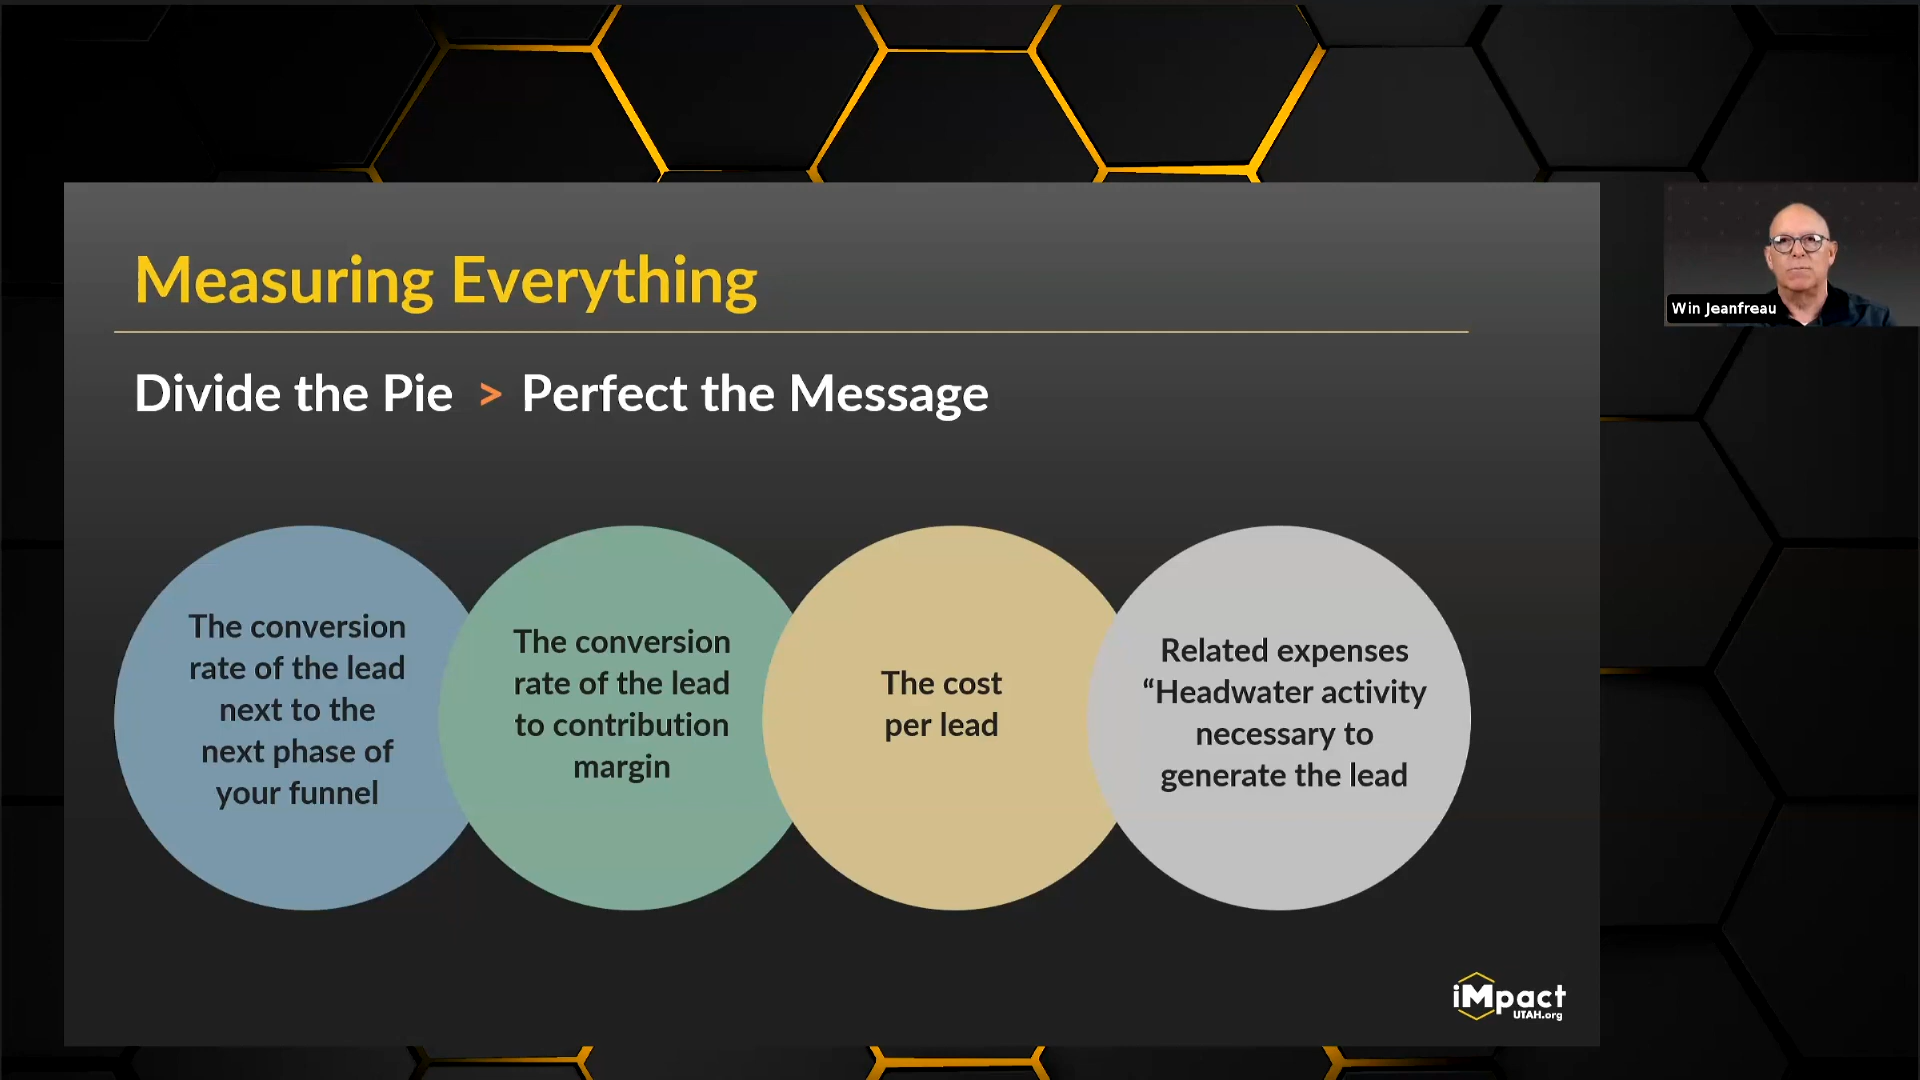 Measuring Everything
Divide the Pie > Perfect the Message
The conversion
rate of the lead
next to the
next phase of
your funnel
The conversion
rate of the lead
to contribution
margin
The cost
per lead
Related expenses
“Headwater activity
necessary to
generate the lead
Win Jeanfreau
iMpact
UTAH.org